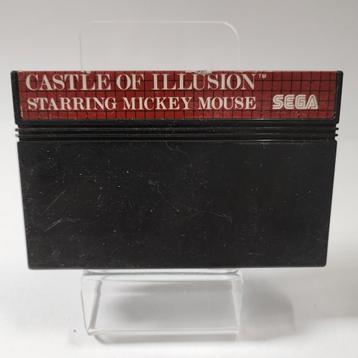 CASTLE OF ILLUSION™
STARRING MICKEY MOUSE SEGA